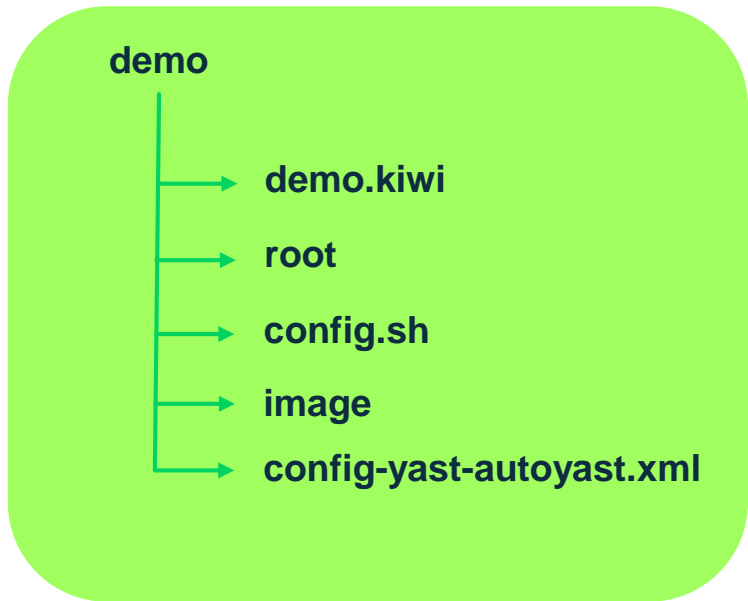 demo
demo.kiwi
root
config.sh
image
config-yast-autoyast.xml